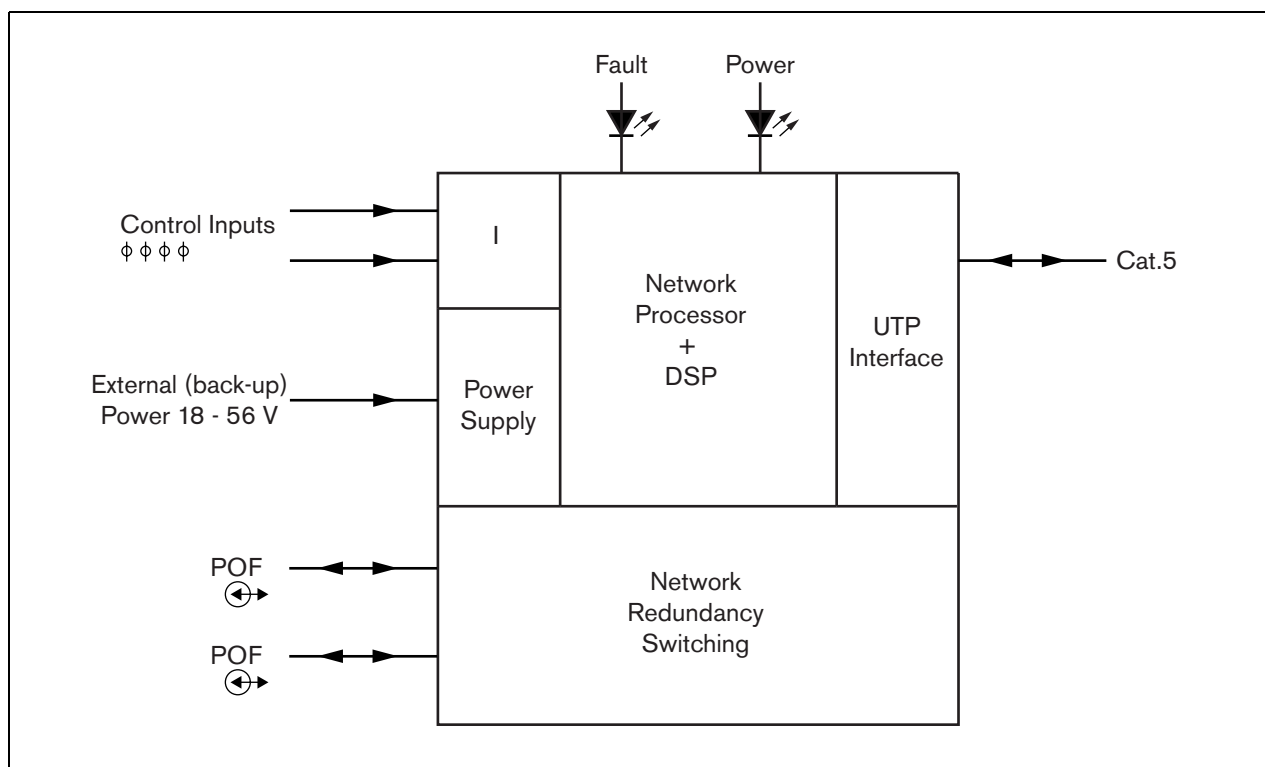 Fault
Power
Control Inputs
I
Network
Processor
+
DSP
UTP
Interface
Cat.5
External (back-up)
Power 18 - 56 V
Power
Supply
POF
POF
Network
Redundancy
Switching